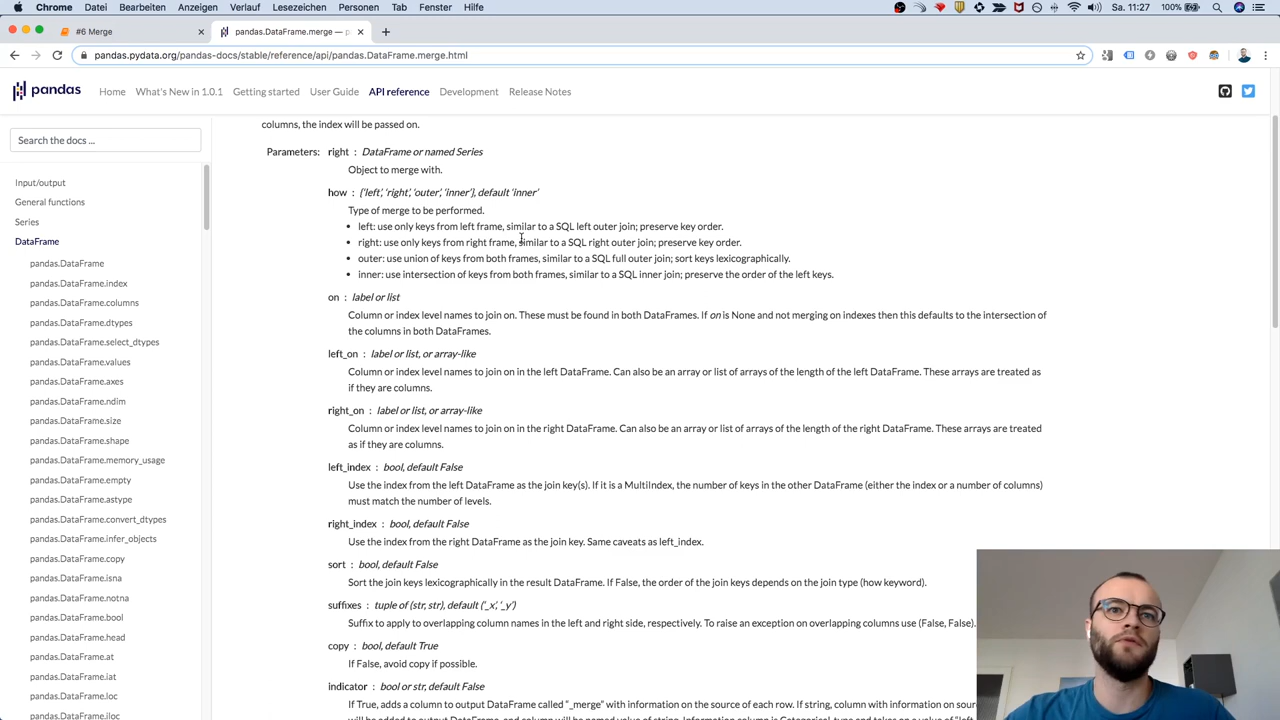 Chrome Datei Bearbeiten Anzeigen Verlauf Lesezeichen Personen Tab Fenster Hilfe Sa. 11:27 100%
#6 Merge
pandas.DataFrame.merge —
pandas.pydata.org/pandas-docs/stable/reference/api/pandas.DataFrame.merge.html
pandas Home What's New in 1.0.1 Getting started User Guide API reference Development Release Notes
Search the docs ...
Input/output
General functions
Series
DataFrame
pandas.DataFrame
pandas.DataFrame.index
pandas.DataFrame.columns
pandas.DataFrame.dtypes
pandas.DataFrame.select_dtypes
pandas.DataFrame.values
pandas.DataFrame.axes
pandas.DataFrame.ndim
pandas.DataFrame.size
pandas.DataFrame.shape
pandas.DataFrame.memory_usage
pandas.DataFrame.empty
pandas.DataFrame.astype
pandas.DataFrame.convert_dtypes
pandas.DataFrame.infer_objects
pandas.DataFrame.copy
pandas.DataFrame.isna
pandas.DataFrame.notna
pandas.DataFrame.bool
pandas.DataFrame.head
pandas.DataFrame.at
pandas.DataFrame.iat
pandas.DataFrame.loc
pandas.DataFrame.iloc
columns, the index will be passed on.
Parameters: right : DataFrame or named Series
Object to merge with.
how : {'left', 'right', 'outer', 'inner'}, default 'inner'
Type of merge to be performed.
• left: use only keys from left frame, similar to a SQL left outer join; preserve key order.
• right: use only keys from right frame, similar to a SQL right outer join; preserve key order.
• outer: use union of keys from both frames, similar to a SQL full outer join; sort keys lexicographically.
• inner: use intersection of keys from both frames, similar to a SQL inner join; preserve the order of the left keys.
on : label or list
Column or index level names to join on. These must be found in both DataFrames. If on is None and not merging on indexes then this defaults to the intersection of
the columns in both DataFrames.
left_on : label or list, or array-like
Column or index level names to join on in the left DataFrame. Can also be an array or list of arrays of the length of the left DataFrame. These arrays are treated as
if they are columns.
right_on : label or list, or array-like
Column or index level names to join on in the right DataFrame. Can also be an array or list of arrays of the length of the right DataFrame. These arrays are treated
as if they are columns.
left_index : bool, default False
Use the index from the left DataFrame as the join key(s). If it is a MultiIndex, the number of keys in the other DataFrame (either the index or a number of columns)
must match the number of levels.
right_index : bool, default False
Use the index from the right DataFrame as the join key. Same caveats as left_index.
sort : bool, default False
Sort the join keys lexicographically in the result DataFrame. If False, the order of the join keys depends on the join type (how keyword).
suffixes : tuple of (str, str), default ('_x', '_y')
Suffix to apply to overlapping column names in the left and right side, respectively. To raise an exception on overlapping columns use (False, False).
copy : bool, default True
If False, avoid copy if possible.
indicator : bool or str, default False
If True, adds a column to output DataFrame called "_merge" with information on the source of each row. If string, column with information on